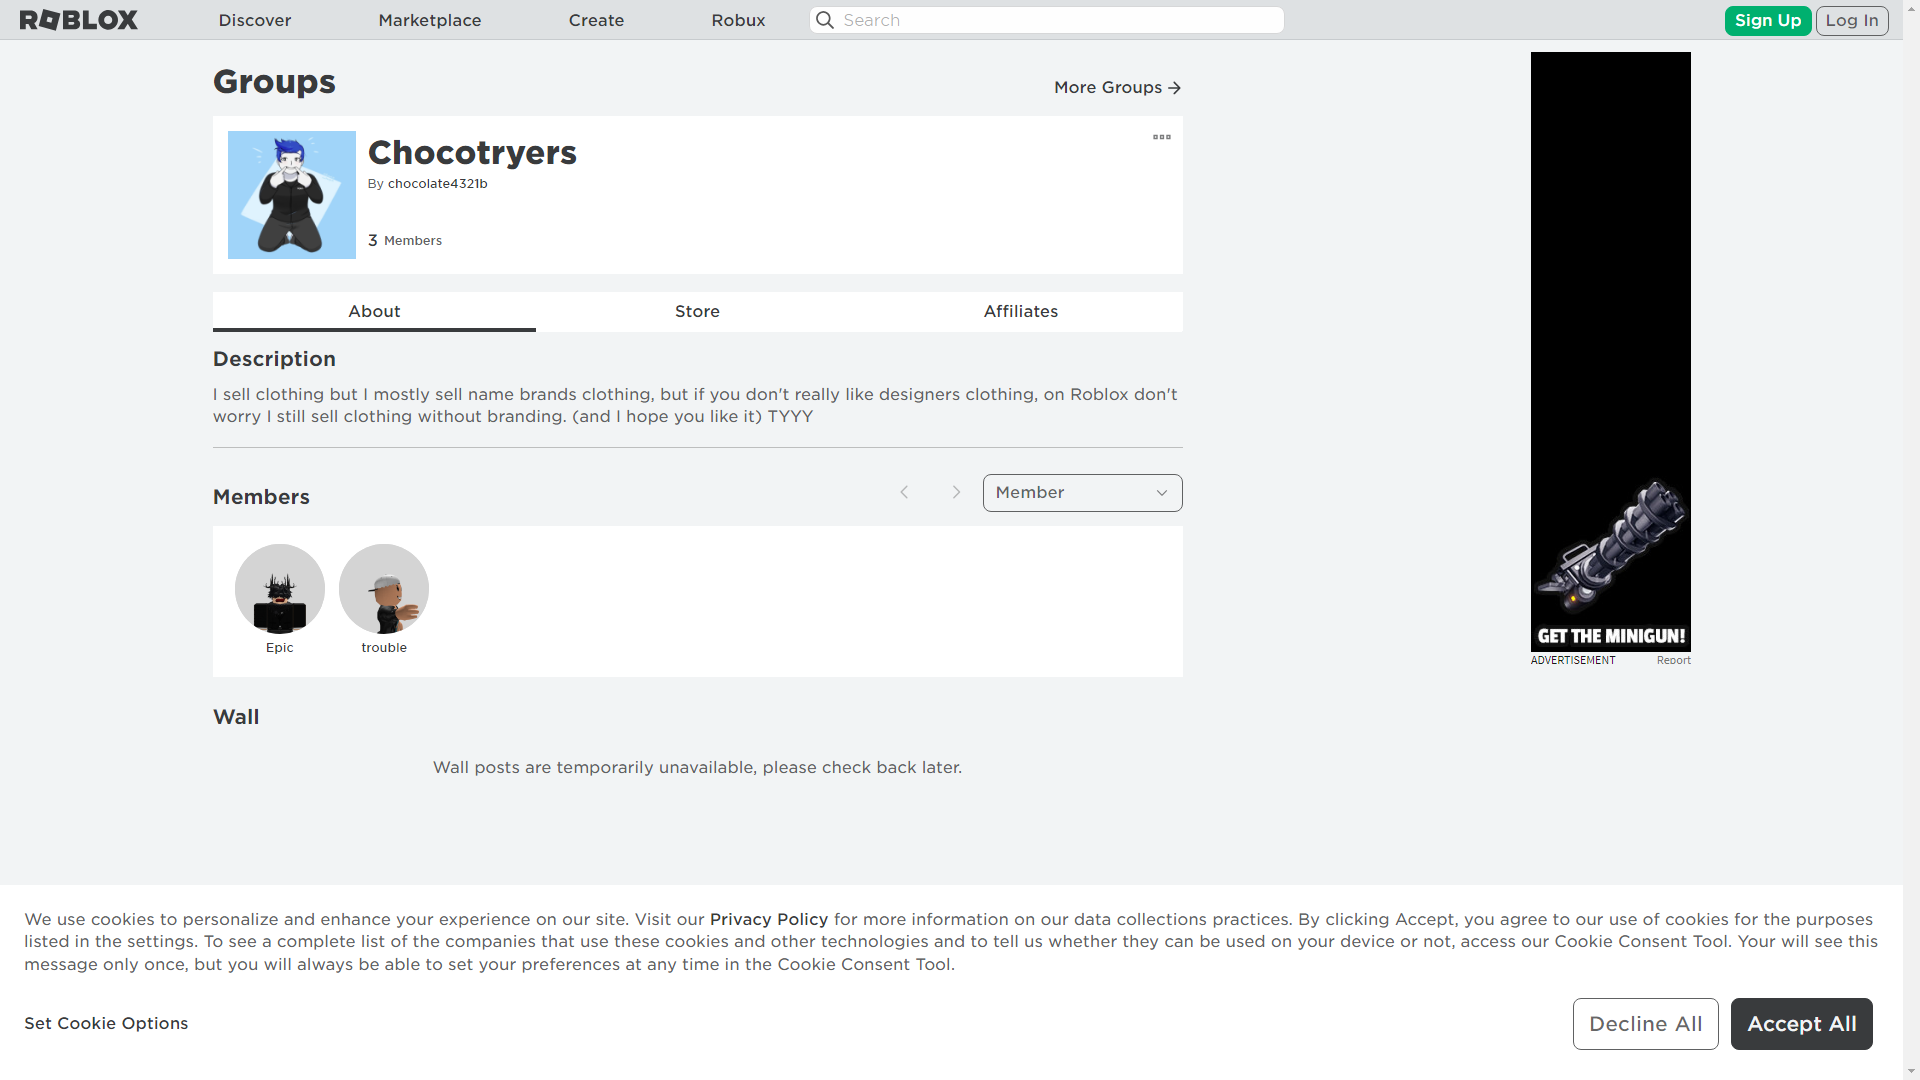 ROBLOX
Discover
Marketplace
Create
Robux
Search
Sign Up
Log In
Groups
More Groups
Chocotryers
By chocolate4321b
3 Members
About
Store
Affiliates
Description
I sell clothing but I mostly sell name brands clothing, but if you don't really like designers clothing, on Roblox don't
worry I still sell clothing without branding. (and I hope you like it) TYYY
Members
Member
Epic
trouble
GET THE MINIGUN!
ADVERTISEMENT
Report
Wall
Wall posts are temporarily unavailable, please check back later.
We use cookies to personalize and enhance your experience on our site. Visit our Privacy Policy for more information on our data collections practices. By clicking Accept, you agree to our use of cookies for the purposes
listed in the settings. To see a complete list of the companies that use these cookies and other technologies and to tell us whether they can be used on your device or not, access our Cookie Consent Tool. Your will see this
message only once, but you will always be able to set your preferences at any time in the Cookie Consent Tool.
Set Cookie Options
Decline All
Accept All